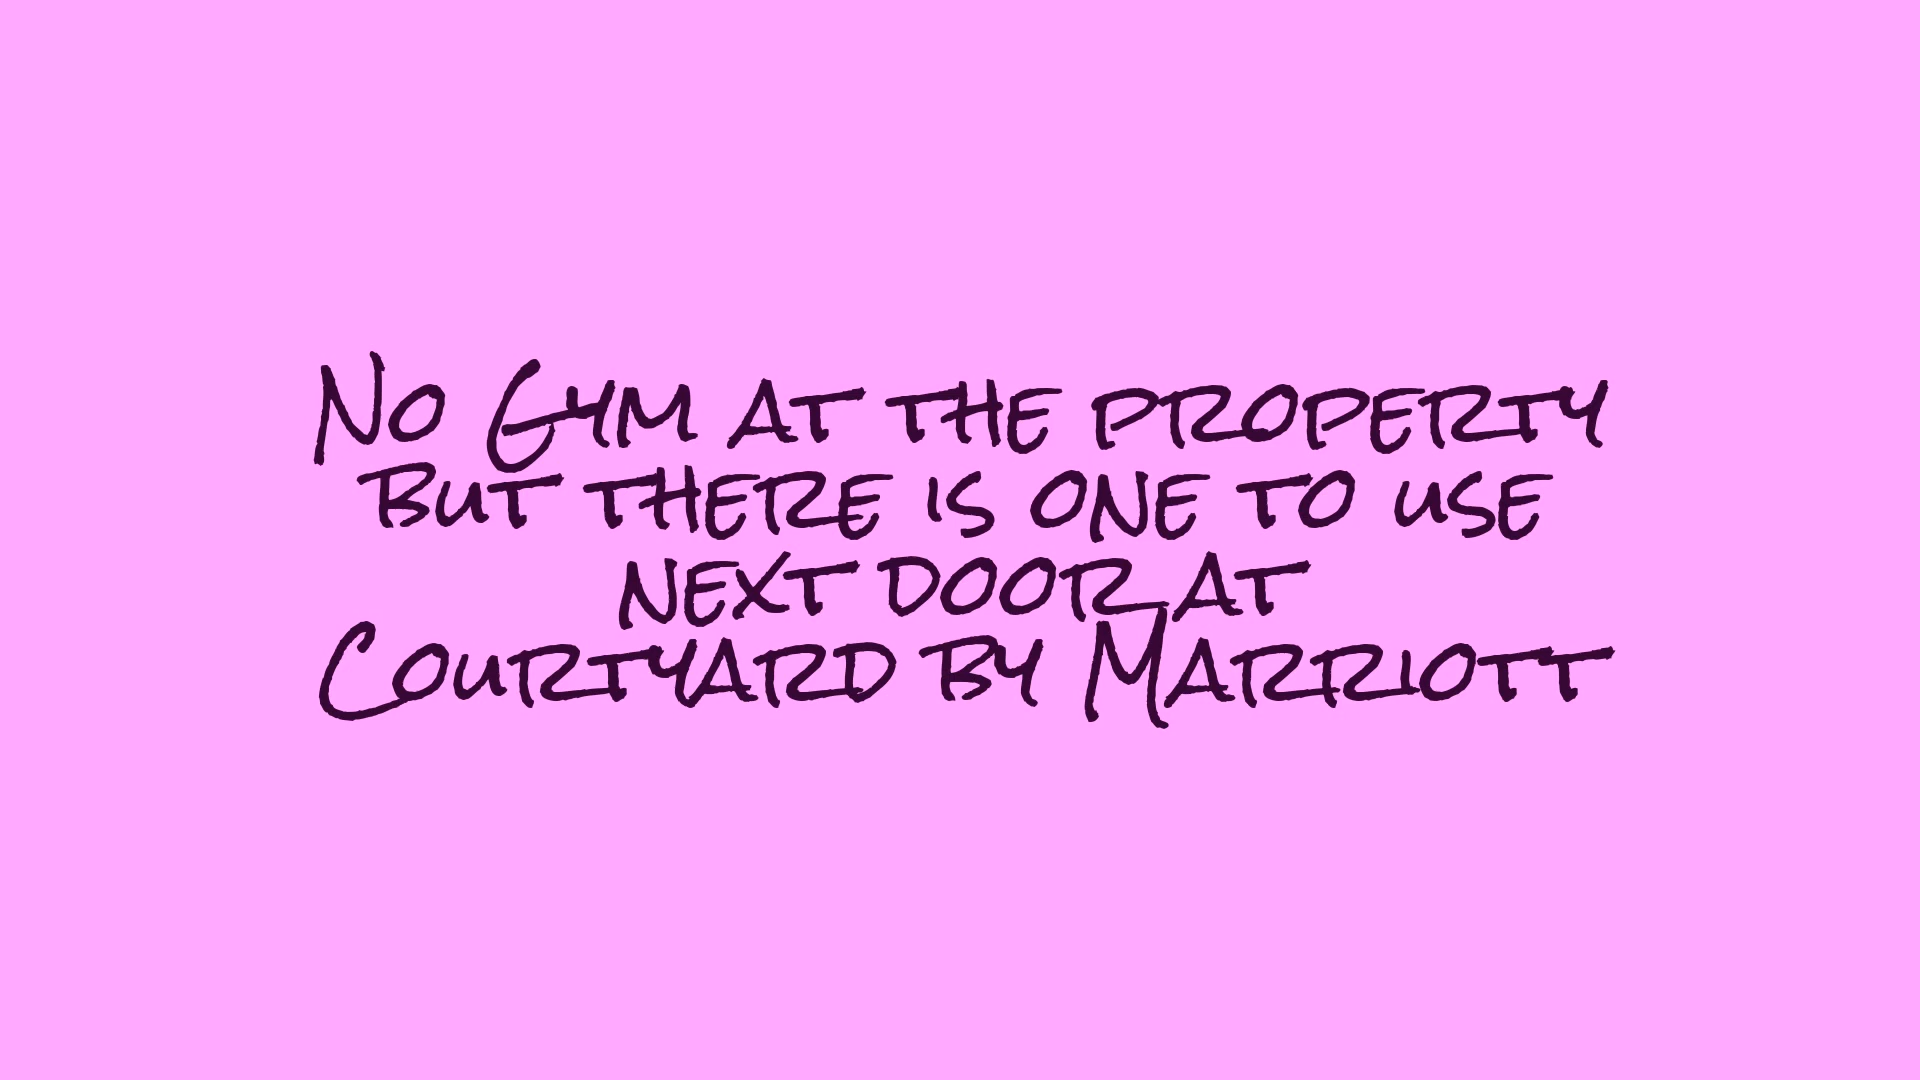 No Gym at the property
but there is one to use
next door at
Courtyard by Marriott